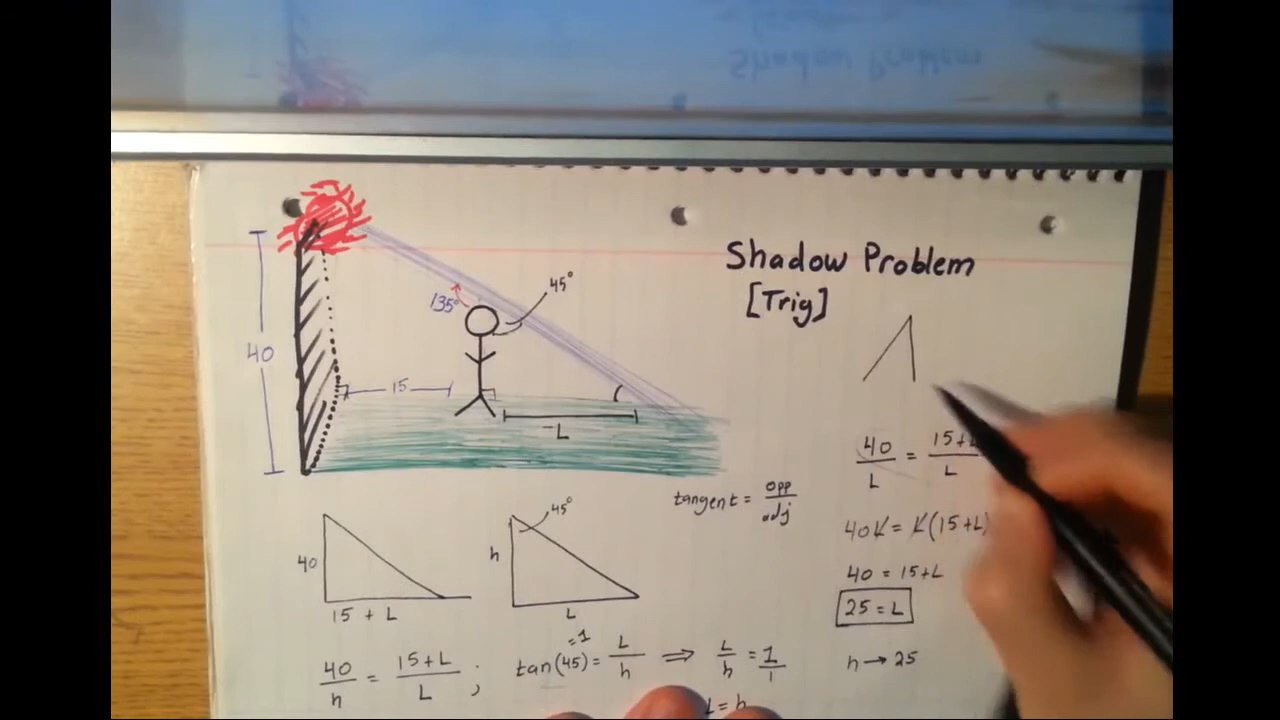 Shadow Problem
[Trig]
45°
135°
40
15
L
tangent = opp/adj
40
15 + L
45°
h
L
40/h = 15+L/L ;
tan(45) = L/h ⟹ L/h = 1/1
=1
L = h
40/L = 15+L/L
40L = L(15+L)
40 = 15+L
25 = L
h → 25